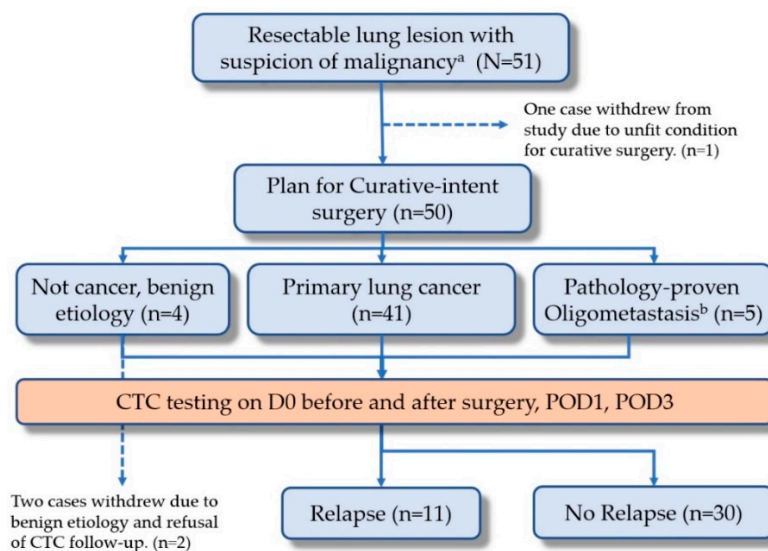 Resectable lung lesion with
suspicion of malignancyᵃ (N=51)
One case withdrew from
study due to unfit condition
for curative surgery. (n=1)
Plan for Curative-intent
surgery (n=50)
Not cancer, benign
etiology (n=4)
Primary lung cancer
(n=41)
Pathology-proven
Oligometastasisᵇ (n=5)
CTC testing on D0 before and after surgery, POD1, POD3
Two cases withdrew due to
benign etiology and refusal
of CTC follow-up. (n=2)
Relapse (n=11)
No Relapse (n=30)